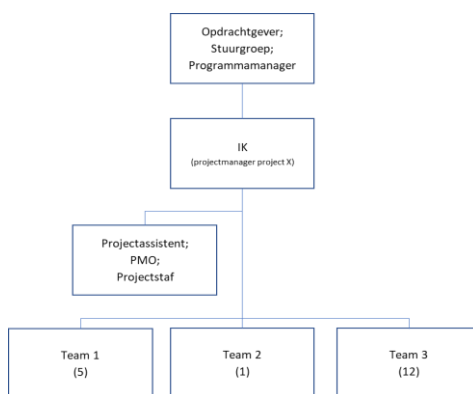 Opdrachtgever;
Stuurgroep;
Programmamanager
IK
(projectmanager project X)
Projectassistent;
PMO;
Projectstaf
Team 1
(5)
Team 2
(1)
Team 3
(12)